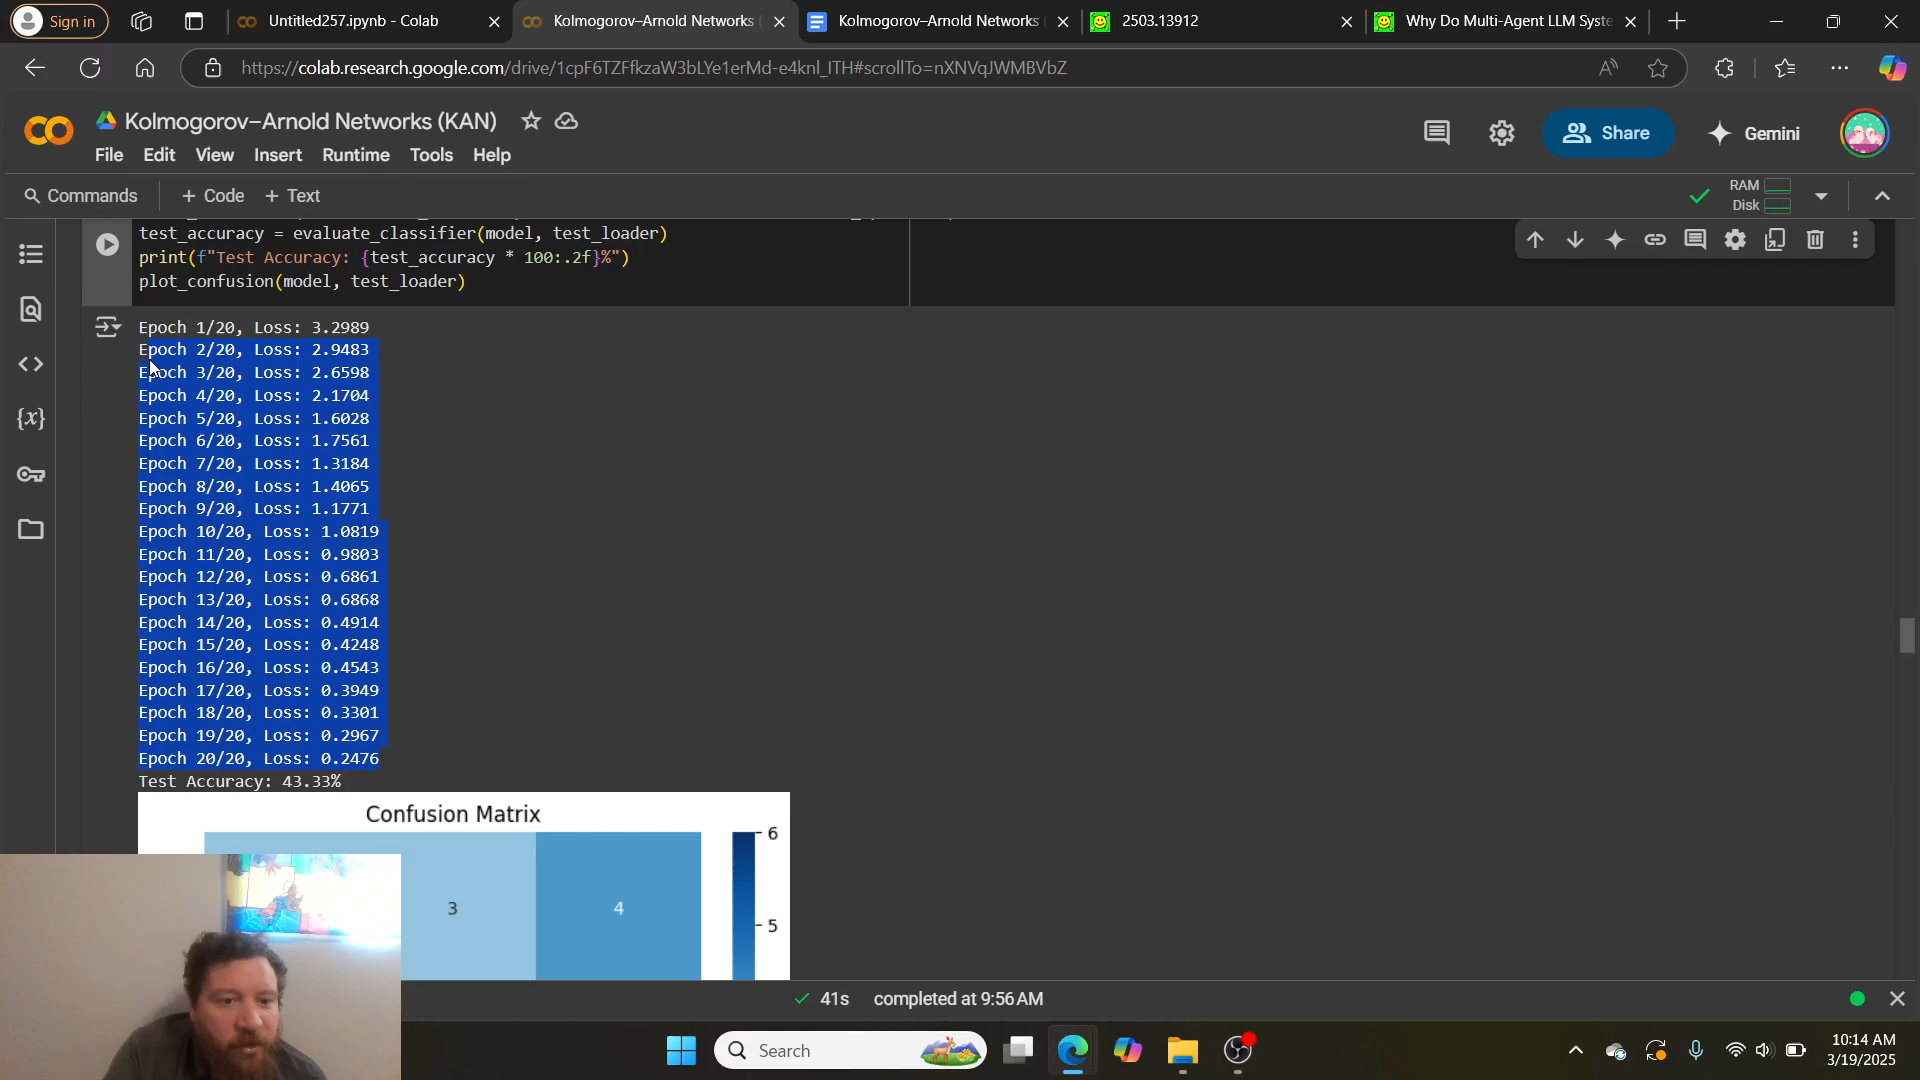 Sign in
Untitled257.ipynb - Colab
Kolmogorov–Arnold Networks (
Kolmogorov–Arnold Networks (
2503.13912
Why Do Multi-Agent LLM Syste
https://colab.research.google.com/drive/1cpF6TZFfkzaW3bLYe1erMd-e4knl_ITH#scrollTo=nXNVqJWMBVbZ
Kolmogorov–Arnold Networks (KAN)
Share
Gemini
File Edit View Insert Runtime Tools Help
Commands + Code + Text
RAM
Disk
test_accuracy = evaluate_classifier(model, test_loader)
print(f"Test Accuracy: {test_accuracy * 100:.2f}%")
plot_confusion(model, test_loader)
Epoch 1/20, Loss: 3.2989
Epoch 2/20, Loss: 2.9483
Epoch 3/20, Loss: 2.6598
Epoch 4/20, Loss: 2.1704
Epoch 5/20, Loss: 1.6028
Epoch 6/20, Loss: 1.7561
Epoch 7/20, Loss: 1.3184
Epoch 8/20, Loss: 1.4065
Epoch 9/20, Loss: 1.1771
Epoch 10/20, Loss: 1.0819
Epoch 11/20, Loss: 0.9803
Epoch 12/20, Loss: 0.6861
Epoch 13/20, Loss: 0.6868
Epoch 14/20, Loss: 0.4914
Epoch 15/20, Loss: 0.4248
Epoch 16/20, Loss: 0.4543
Epoch 17/20, Loss: 0.3949
Epoch 18/20, Loss: 0.3301
Epoch 19/20, Loss: 0.2967
Epoch 20/20, Loss: 0.2476
Test Accuracy: 43.33%
Confusion Matrix
6
3
4
5
41s completed at 9:56 AM
Search
10:14 AM
3/19/2025